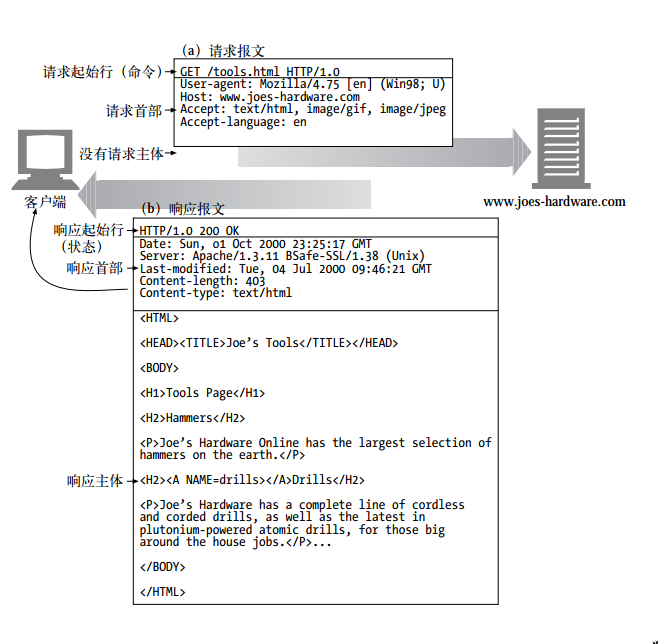 (a) 请求报文
请求起始行（命令）
GET /tools.html HTTP/1.0
User-agent: Mozilla/4.75 [en] (Win98; U)
Host: www.joes-hardware.com
请求首部
Accept: text/html, image/gif, image/jpeg
Accept-language: en
没有请求主体
客户端
www.joes-hardware.com
(b) 响应报文
响应起始行
（状态）
HTTP/1.0 200 OK
Date: Sun, o1 Oct 2000 23:25:17 GMT
Server: Apache/1.3.11 BSafe-SSL/1.38 (Unix)
响应首部
Last-modified: Tue, 04 Jul 2000 09:46:21 GMT
Content-length: 403
Content-type: text/html
<HTML>
<HEAD><TITLE>Joe’s Tools</TITLE></HEAD>
<BODY>
<H1>Tools Page</H1>
<H2>Hammers</H2>
<P>Joe’s Hardware Online has the largest selection of
hammers on the earth.</P>
响应主体
<H2><A NAME=drills></A>Drills</H2>
<P>Joe’s Hardware has a complete line of cordless
and corded drills, as well as the latest in
plutonium-powered atomic drills, for those big
around the house jobs.</P>...
</BODY>
</HTML>